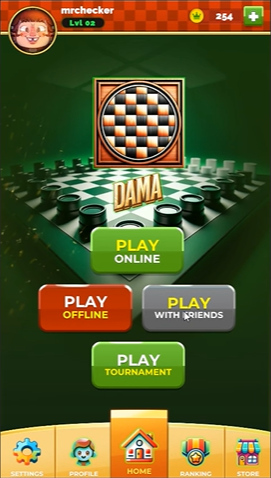 mrchecker
Lvl 02
254
DAMA
PLAY
ONLINE
PLAY
OFFLINE
PLAY
WITH FRIENDS
PLAY
TOURNAMENT
SETTINGS
PROFILE
HOME
RANKING
STORE